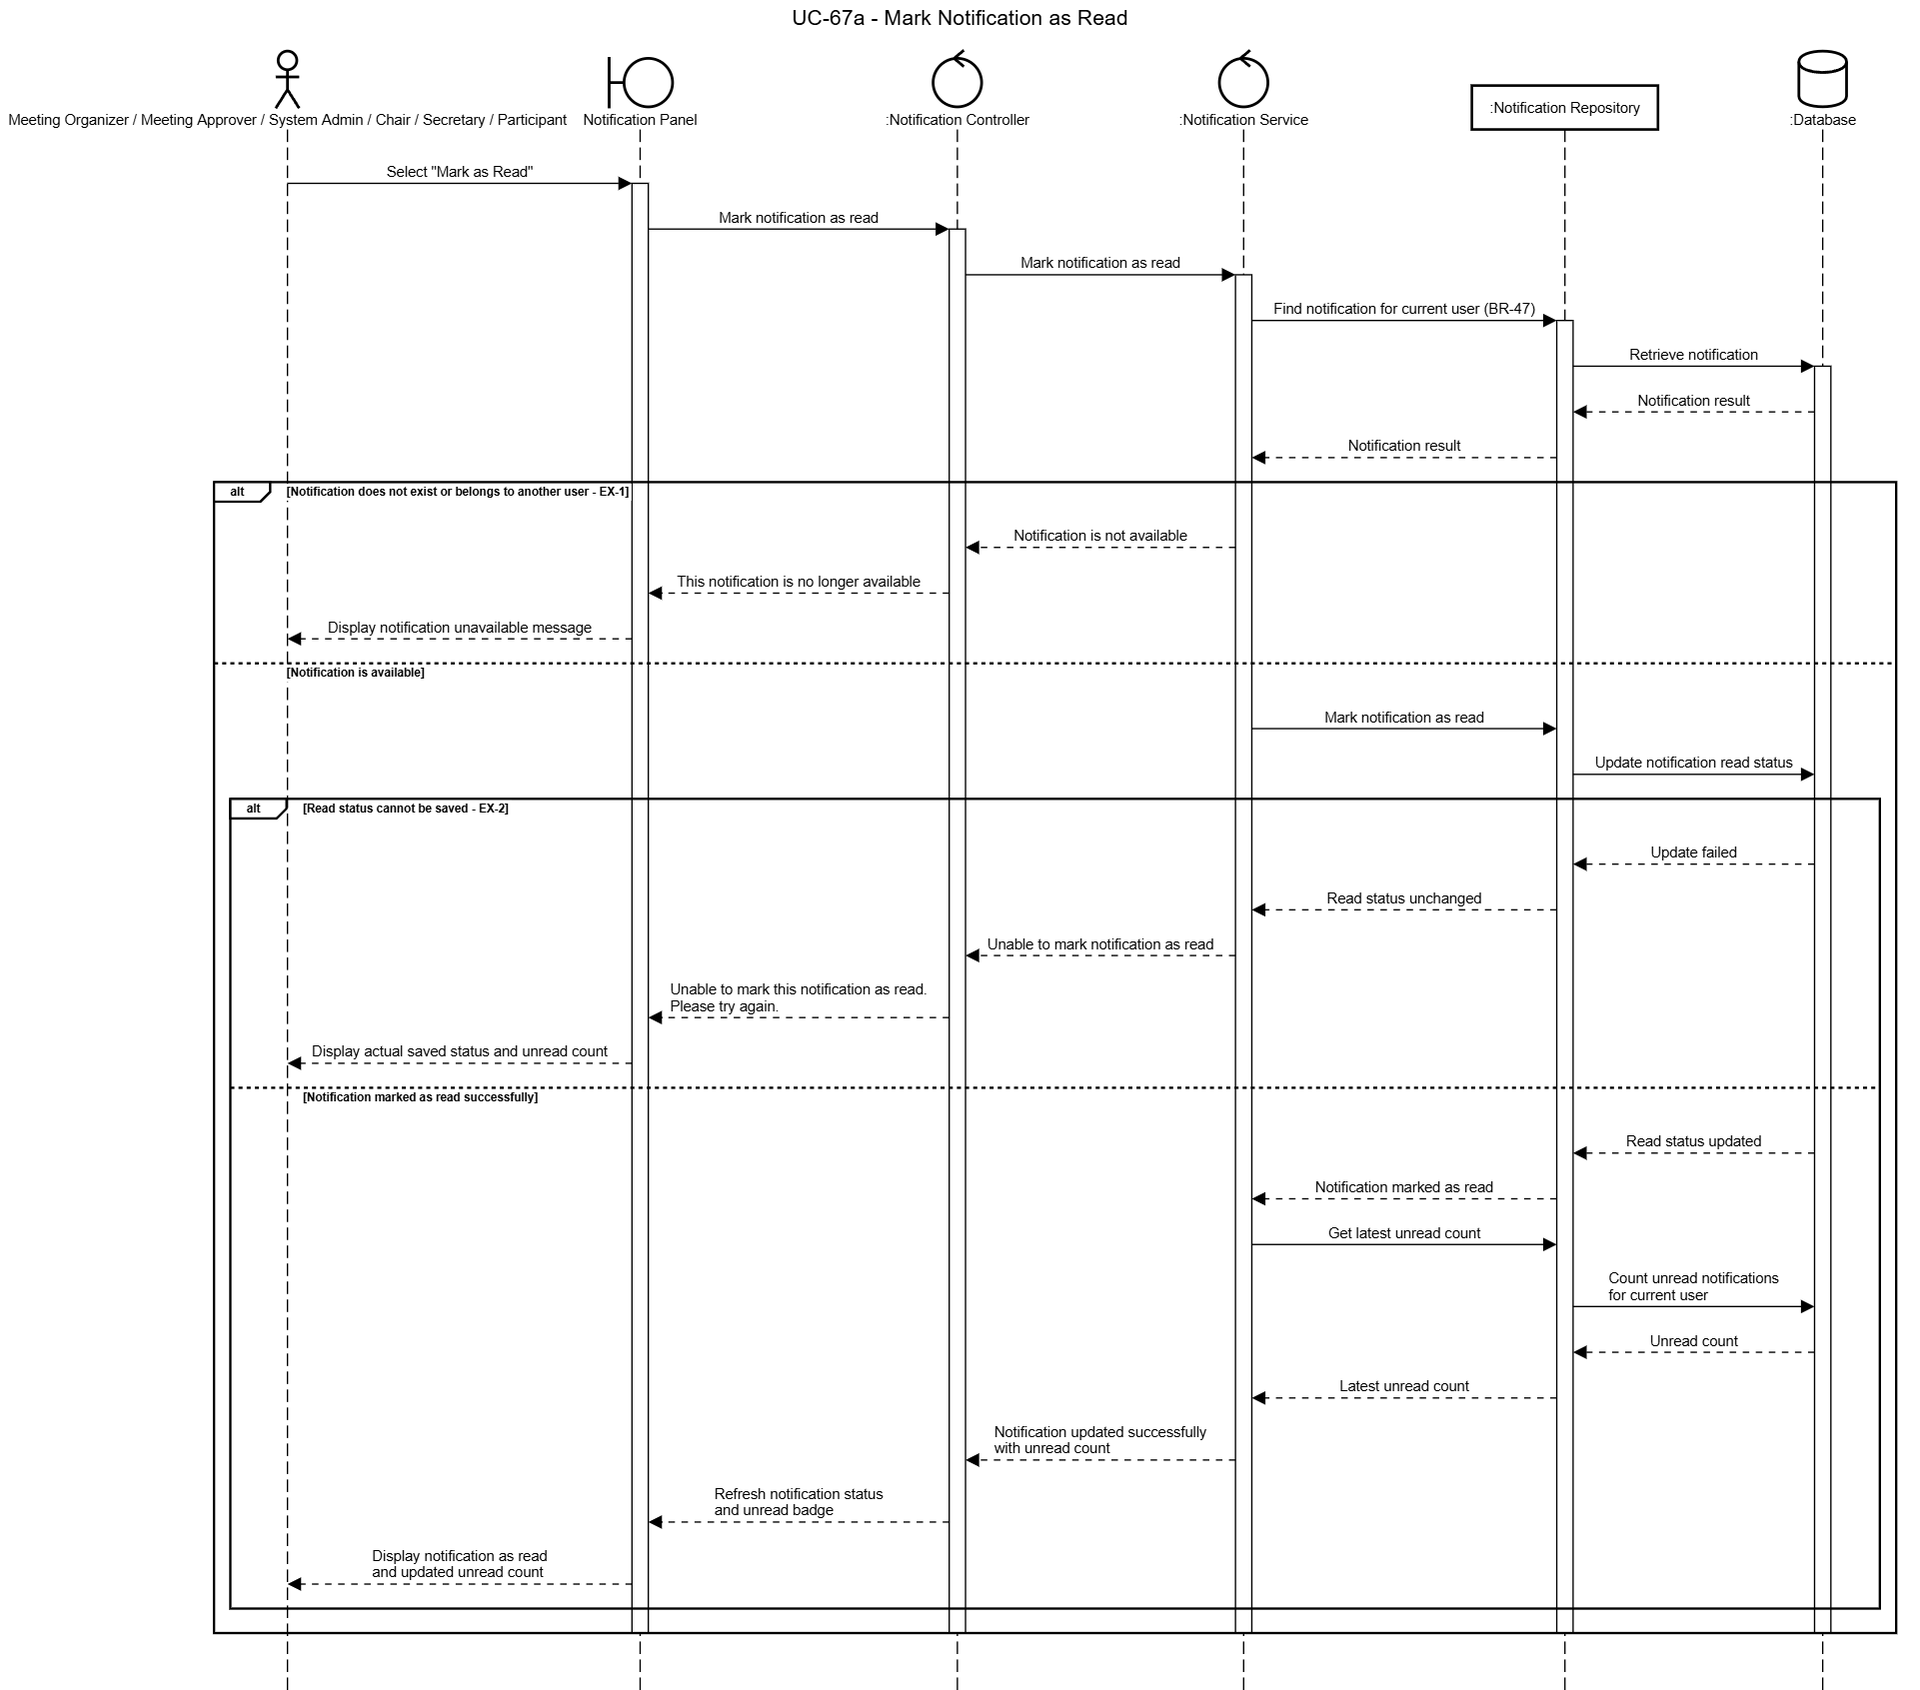 UC-67a - Mark Notification as Read
Meeting Organizer / Meeting Approver / System Admin / Chair / Secretary / Participant
Notification Panel
:Notification Controller
:Notification Service
:Notification Repository
:Database
Select "Mark as Read"
Mark notification as read
Mark notification as read
Find notification for current user (BR-47)
Retrieve notification
Notification result
Notification result
alt
[Notification does not exist or belongs to another user - EX-1]
Notification is not available
This notification is no longer available
Display notification unavailable message
[Notification is available]
Mark notification as read
Update notification read status
alt
[Read status cannot be saved - EX-2]
Update failed
Read status unchanged
Unable to mark notification as read
Unable to mark this notification as read.
Please try again.
Display actual saved status and unread count
[Notification marked as read successfully]
Read status updated
Notification marked as read
Get latest unread count
Count unread notifications
for current user
Unread count
Latest unread count
Notification updated successfully
with unread count
Refresh notification status
and unread badge
Display notification as read
and updated unread count